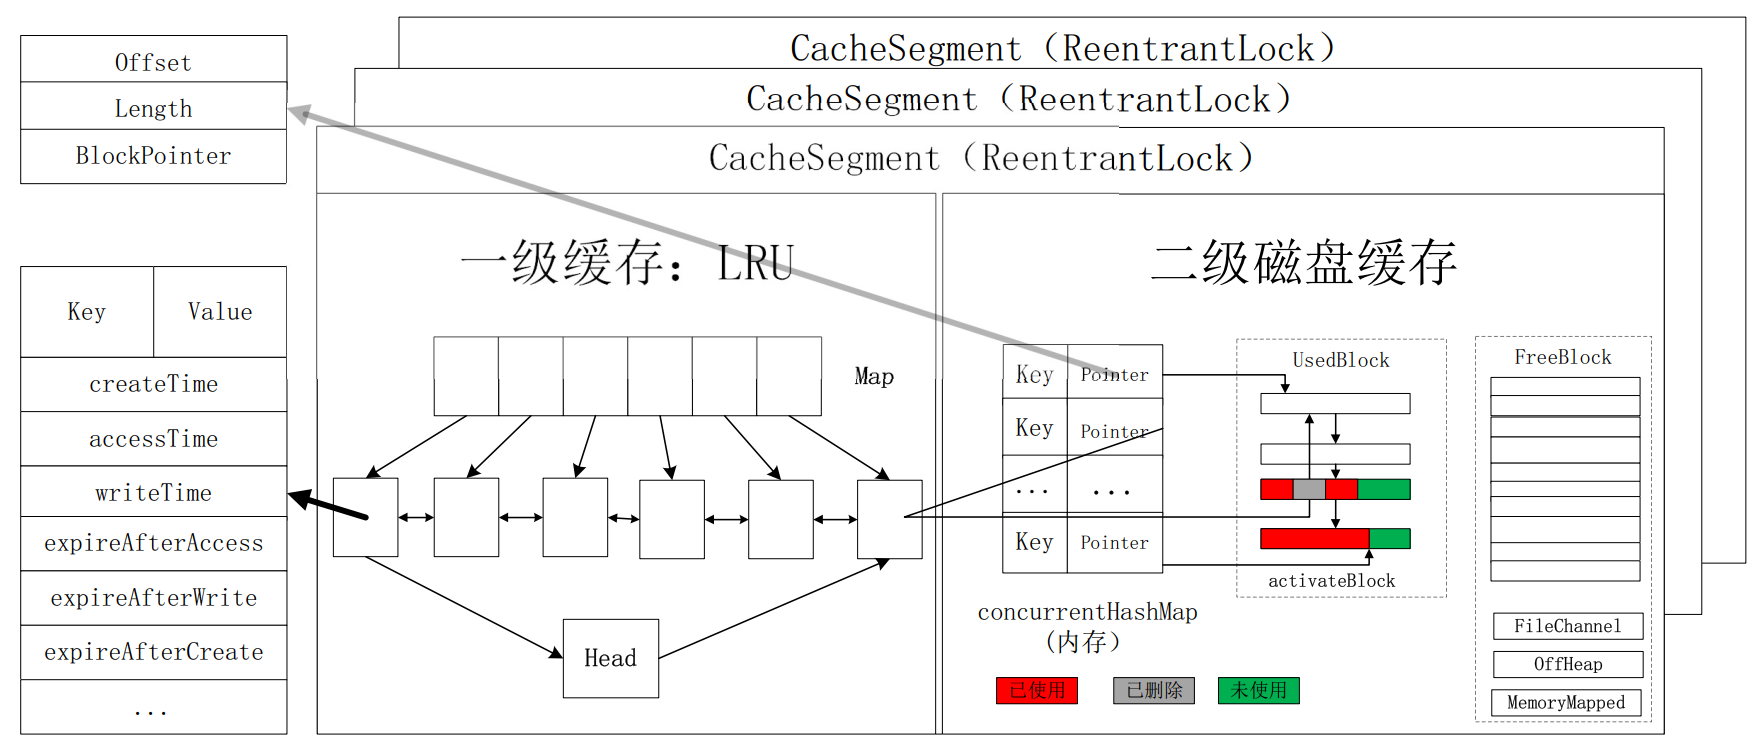 CacheSegment（ReentrantLock）
CacheSegment（ReentrantLock）
CacheSegment（ReentrantLock）
Offset
Length
BlockPointer
Key Value
createTime
accessTime
writeTime
expireAfterAccess
expireAfterWrite
expireAfterCreate
...
一级缓存：LRU
Map
Head
二级磁盘缓存
Key Pointer
Key Pointer
... ...
Key Pointer
concurrentHashMap
（内存）
UsedBlock
activateBlock
FreeBlock
FileChannel
OffHeap
MemoryMapped
已使用
已删除
未使用